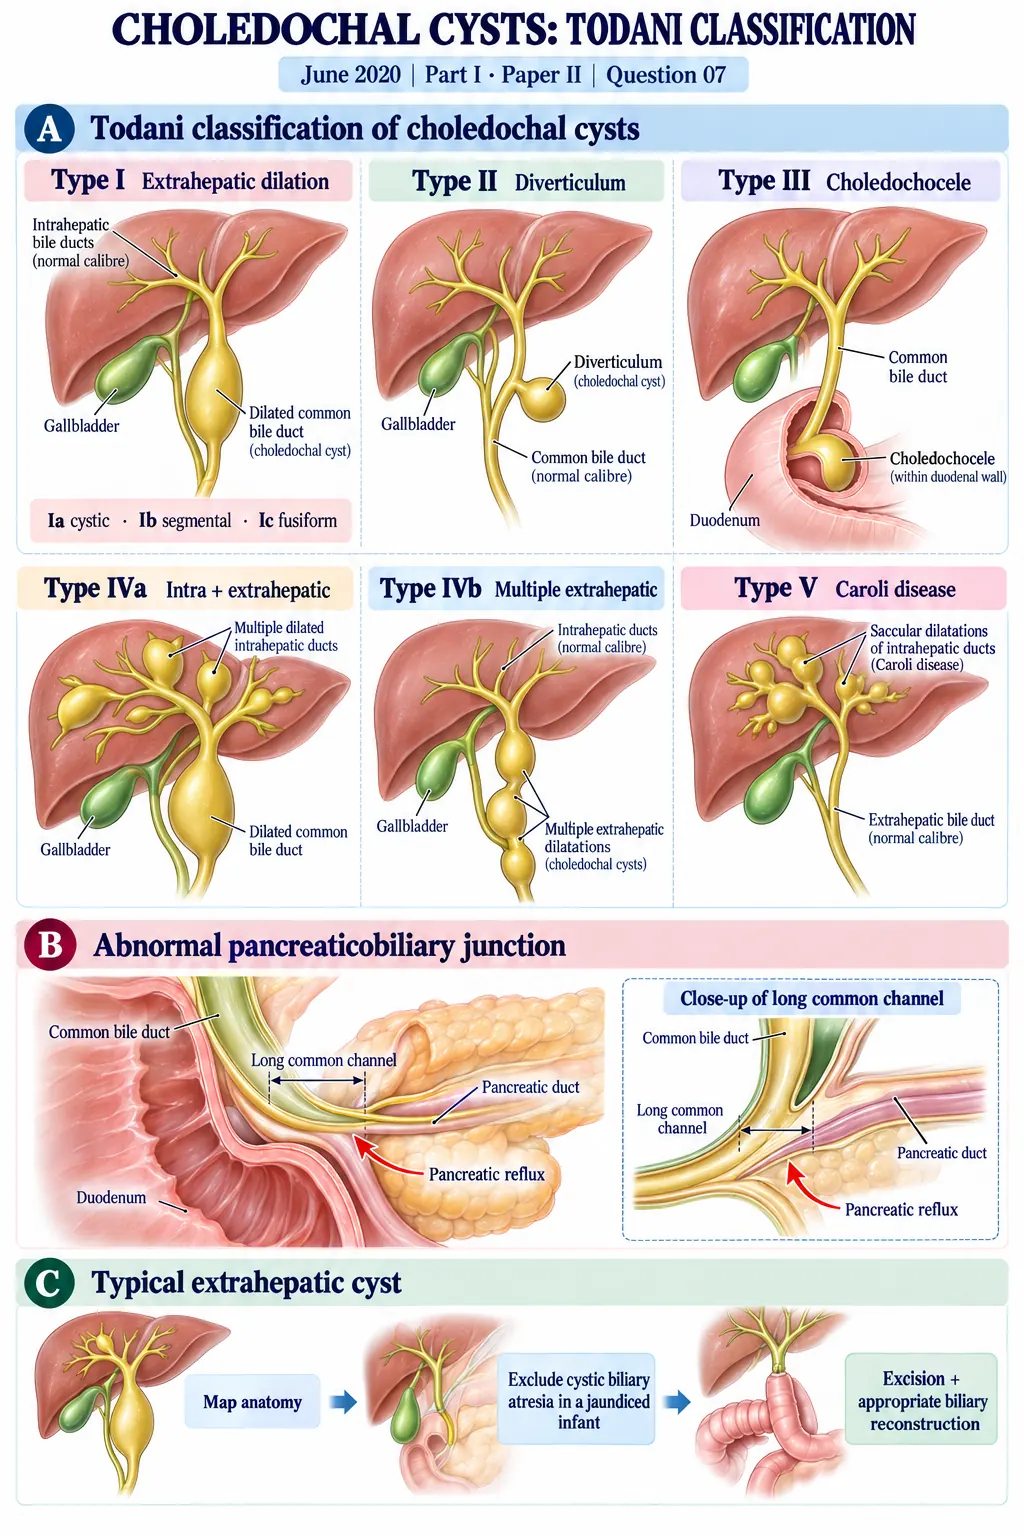 CHOLEDOCHAL CYSTS: TODANI CLASSIFICATION
June 2020 | Part I · Paper II | Question 07
A Todani classification of choledochal cysts
Type I Extrahepatic dilation
Intrahepatic
bile ducts
(normal calibre)
Gallbladder
Dilated common
bile duct
(choledochal cyst)
Ia cystic · Ib segmental · Ic fusiform
Type II Diverticulum
Diverticulum
(choledochal cyst)
Gallbladder
Common bile duct
(normal calibre)
Type III Choledochocele
Common
bile duct
Choledochocele
(within duodenal wall)
Duodenum
Type IVa Intra + extrahepatic
Multiple dilated
intrahepatic ducts
Gallbladder
Dilated common
bile duct
Type IVb Multiple extrahepatic
Intrahepatic ducts
(normal calibre)
Gallbladder
Multiple extrahepatic
dilatations
(choledochal cysts)
Type V Caroli disease
Saccular dilatations
of intrahepatic ducts
(Caroli disease)
Extrahepatic bile duct
(normal calibre)
B Abnormal pancreaticobiliary junction
Common bile duct
Long common channel
Pancreatic duct
Pancreatic reflux
Duodenum
Close-up of long common channel
Common bile duct
Long common
channel
Pancreatic duct
Pancreatic reflux
C Typical extrahepatic cyst
Map anatomy
Exclude cystic biliary
atresia in a jaundiced
infant
Excision +
appropriate biliary
reconstruction